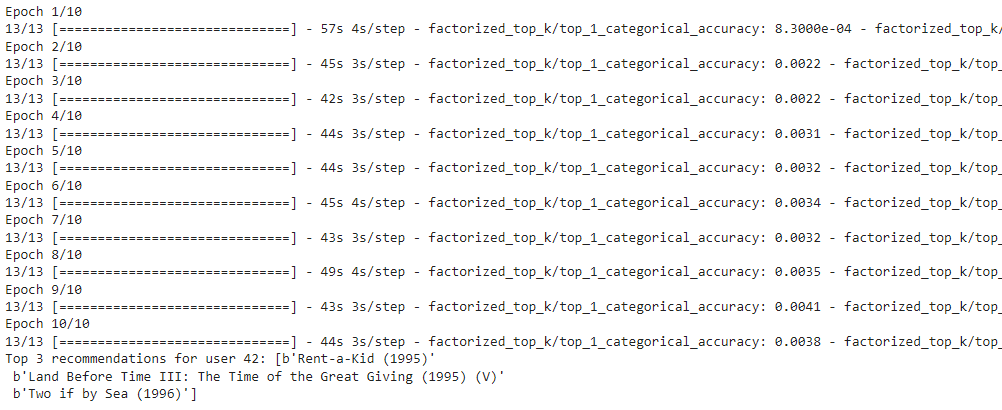 Epoch 1/10
13/13 [==============================] - 57s 4s/step - factorized_top_k/top_1_categorical_accuracy: 8.3000e-04 - factorized_top_k/
Epoch 2/10
13/13 [==============================] - 45s 3s/step - factorized_top_k/top_1_categorical_accuracy: 0.0022 - factorized_top_k/top_
Epoch 3/10
13/13 [==============================] - 42s 3s/step - factorized_top_k/top_1_categorical_accuracy: 0.0022 - factorized_top_k/top_
Epoch 4/10
13/13 [==============================] - 44s 3s/step - factorized_top_k/top_1_categorical_accuracy: 0.0031 - factorized_top_k/top_
Epoch 5/10
13/13 [==============================] - 44s 3s/step - factorized_top_k/top_1_categorical_accuracy: 0.0032 - factorized_top_k/top_
Epoch 6/10
13/13 [==============================] - 45s 4s/step - factorized_top_k/top_1_categorical_accuracy: 0.0034 - factorized_top_k/top_
Epoch 7/10
13/13 [==============================] - 43s 3s/step - factorized_top_k/top_1_categorical_accuracy: 0.0032 - factorized_top_k/top_
Epoch 8/10
13/13 [==============================] - 49s 4s/step - factorized_top_k/top_1_categorical_accuracy: 0.0035 - factorized_top_k/top_
Epoch 9/10
13/13 [==============================] - 43s 3s/step - factorized_top_k/top_1_categorical_accuracy: 0.0041 - factorized_top_k/top_
Epoch 10/10
13/13 [==============================] - 44s 3s/step - factorized_top_k/top_1_categorical_accuracy: 0.0038 - factorized_top_k/top_
Top 3 recommendations for user 42: [b'Rent-a-Kid (1995)'
 b'Land Before Time III: The Time of the Great Giving (1995) (V)'
 b'Two if by Sea (1996)']